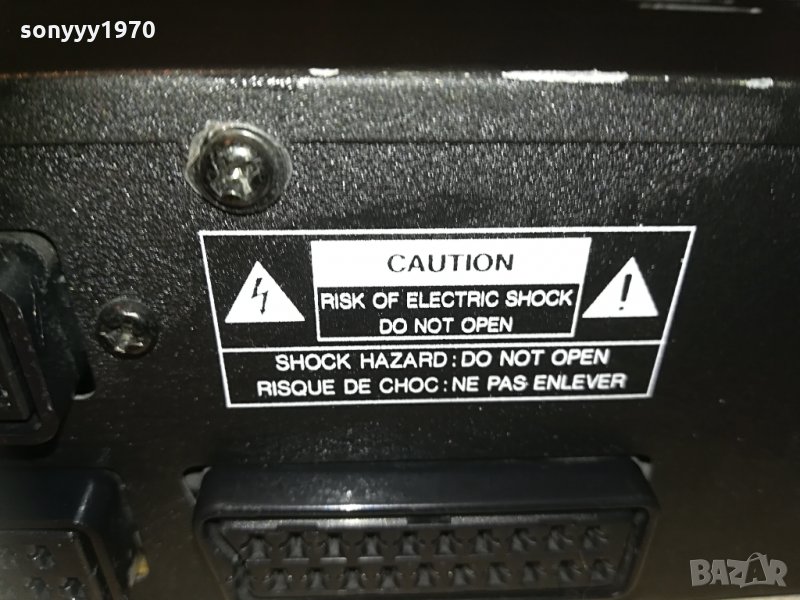 sonyyy1970
CAUTION
RISK OF ELECTRIC SHOCK
DO NOT OPEN
SHOCK HAZARD : DO NOT OPEN
RISQUE DE CHOC : NE PAS ENLEVER
BAZAR